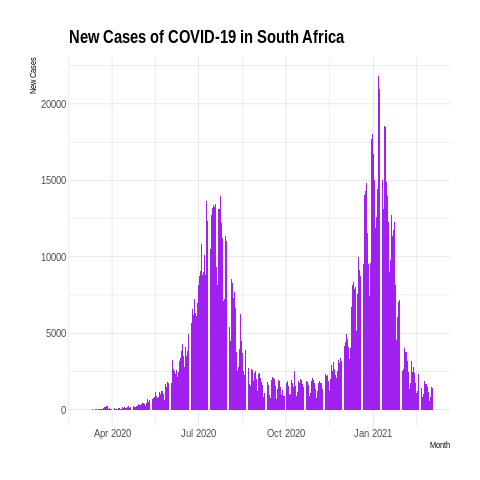 New Cases of COVID-19 in South Africa
New Cases
20000
15000
10000
5000
0
Apr 2020 Jul 2020 Oct 2020 Jan 2021
Month